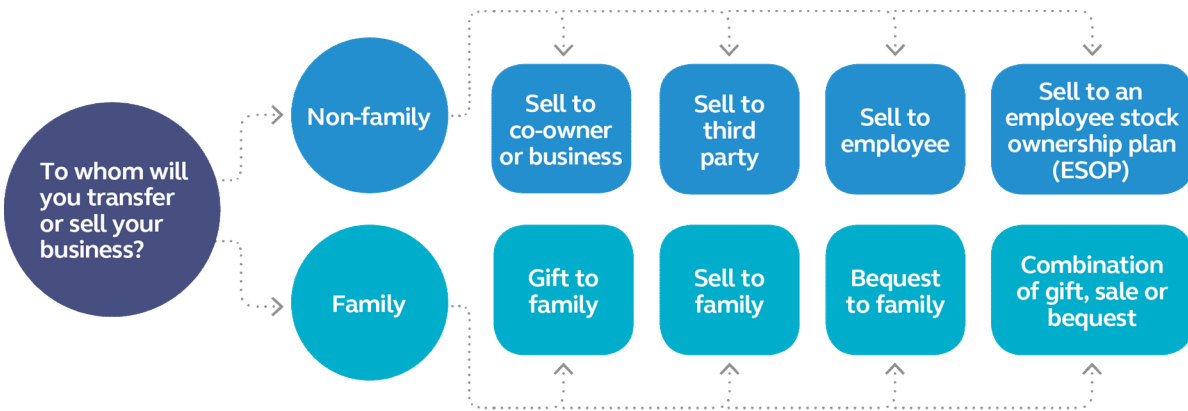 To whom will
you transfer
or sell your
business?
Non-family
Sell to
co-owner
or business
Sell to
third
party
Sell to
employee
Sell to an
employee stock
ownership plan
(ESOP)
Family
Gift to
family
Sell to
family
Bequest
to family
Combination
of gift, sale or
bequest